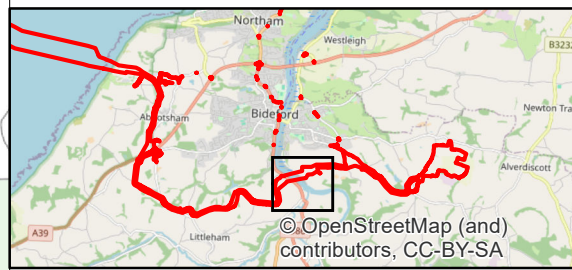 Northam
Westleigh
B3232
Bideford
Newton Tra
Abbotsham
Alverdiscott
A39
Littleham
© OpenStreetMap (and)
contributors, CC-BY-SA